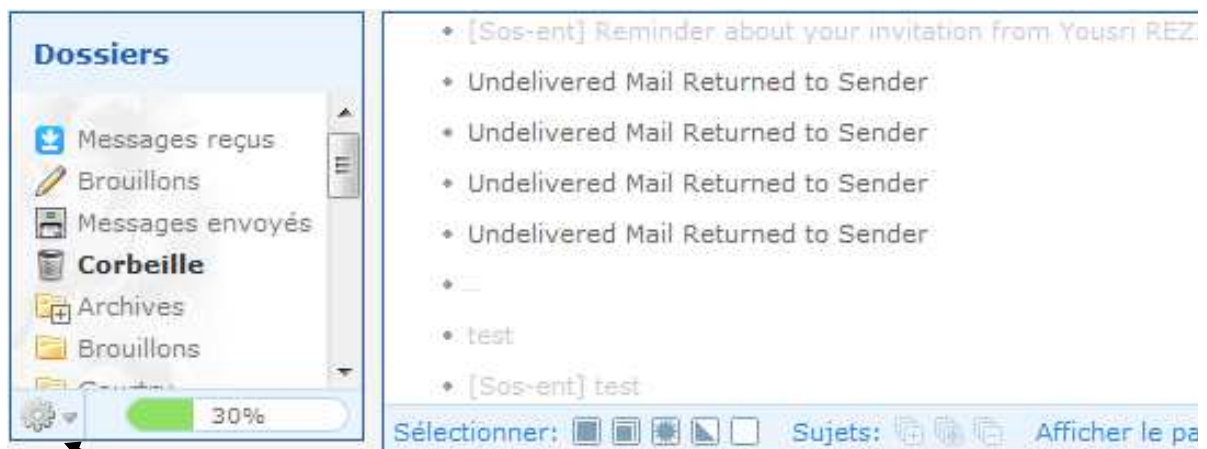 Dossiers
Messages reçus
Brouillons
Messages envoyés
Corbeille
Archives
Brouillons
30%
[Sos-ent] Reminder about your invitation from Yousri REZ
Undelivered Mail Returned to Sender
Undelivered Mail Returned to Sender
Undelivered Mail Returned to Sender
Undelivered Mail Returned to Sender
...
test
[Sos-ent] test
Sélectionner: Sujets: Afficher le pa